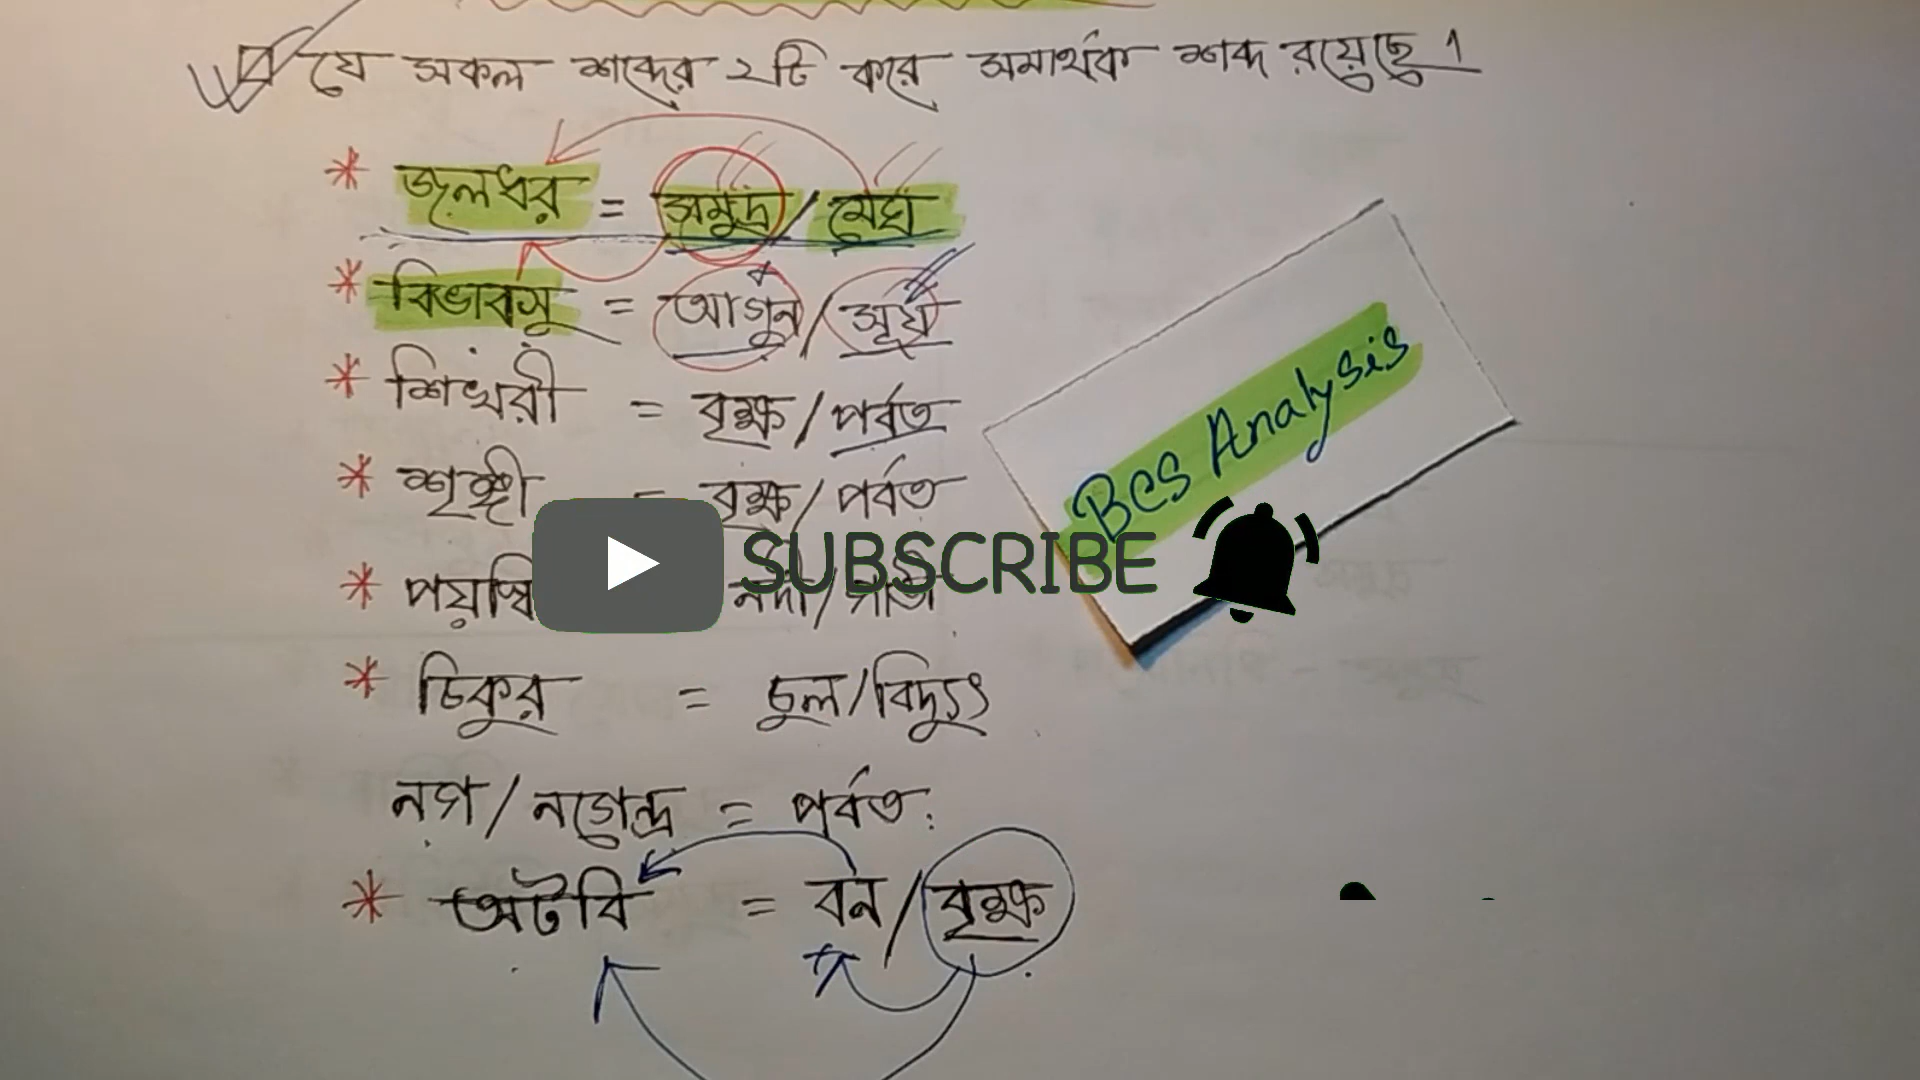 যে সকল শব্দের ২টি করে সমার্থক শব্দ রয়েছে।
* জলধর = সমুদ্র / মেঘ
* বিভাবসু = আগুন / সূর্য
* শিখরী = বৃক্ষ / পর্বত
* শৃঙ্গী = বৃক্ষ / পর্বত
BCS Analysis
SUBSCRIBE
* পয়স্বি নদী / গাভী
* চিকুর = চুল / বিদ্যুৎ
নগ / নগেন্দ্র = পর্বত
* অটবি = বন / বৃক্ষ